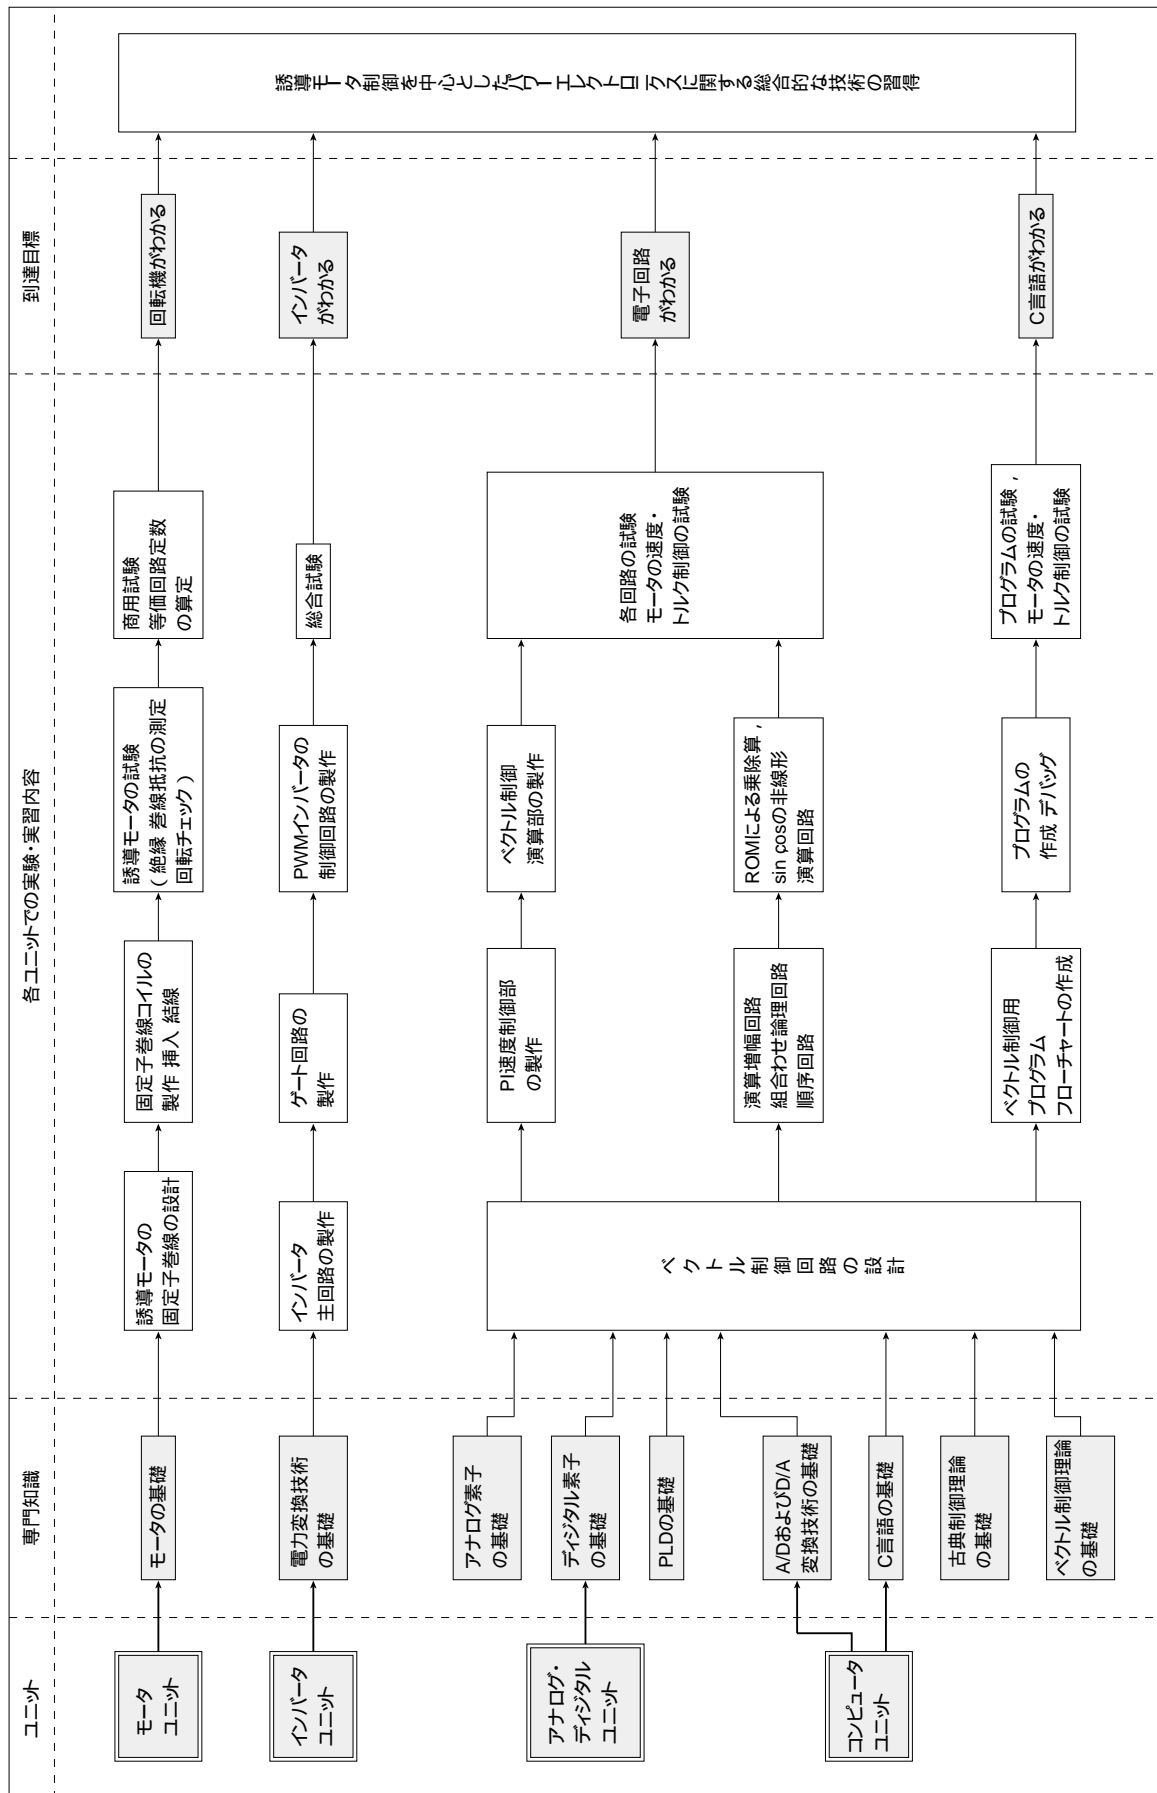 ユニット
専門知識
各ユニットでの実験・実習内容
到達目標
モータ
ユニット
モータの基礎
誘導モータの
固定子巻線の設計
固定子巻線コイルの
製作 挿入 結線
誘導モータの試験
(絶縁 巻線抵抗の測定
回転チェック)
商用試験
等価回路定数
の算定
回転機がわかる
インバータ
ユニット
電力変換技術
の基礎
インバータ
主回路の製作
ゲート回路の
製作
PWMインバータの
制御回路の製作
総合試験
インバータ
がわかる
アナログ・
ディジタル
ユニット
アナログ素子
の基礎
ディジタル素子
の基礎
PLDの基礎
コンピュータ
ユニット
A/DおよびD/A
変換技術の基礎
C言語の基礎
古典制御理論
の基礎
ベクトル制御理論
の基礎
ベクトル制御回路の設計
PI速度制御部
の製作
ベクトル制御
演算部の製作
演算増幅回路
組合わせ論理回路
順序回路
ROMによる乗除算,
sin cosの非線形
演算回路
各回路の試験
モータの速度・
トルク制御の試験
電子回路
がわかる
ベクトル制御用
プログラム
フローチャートの作成
プログラムの
作成 デバッグ
プログラムの試験,
モータの速度・
トルク制御の試験
C言語がわかる
誘導モータ制御を中心としたパワーエレクトロニクスに関する総合的な技術の習得